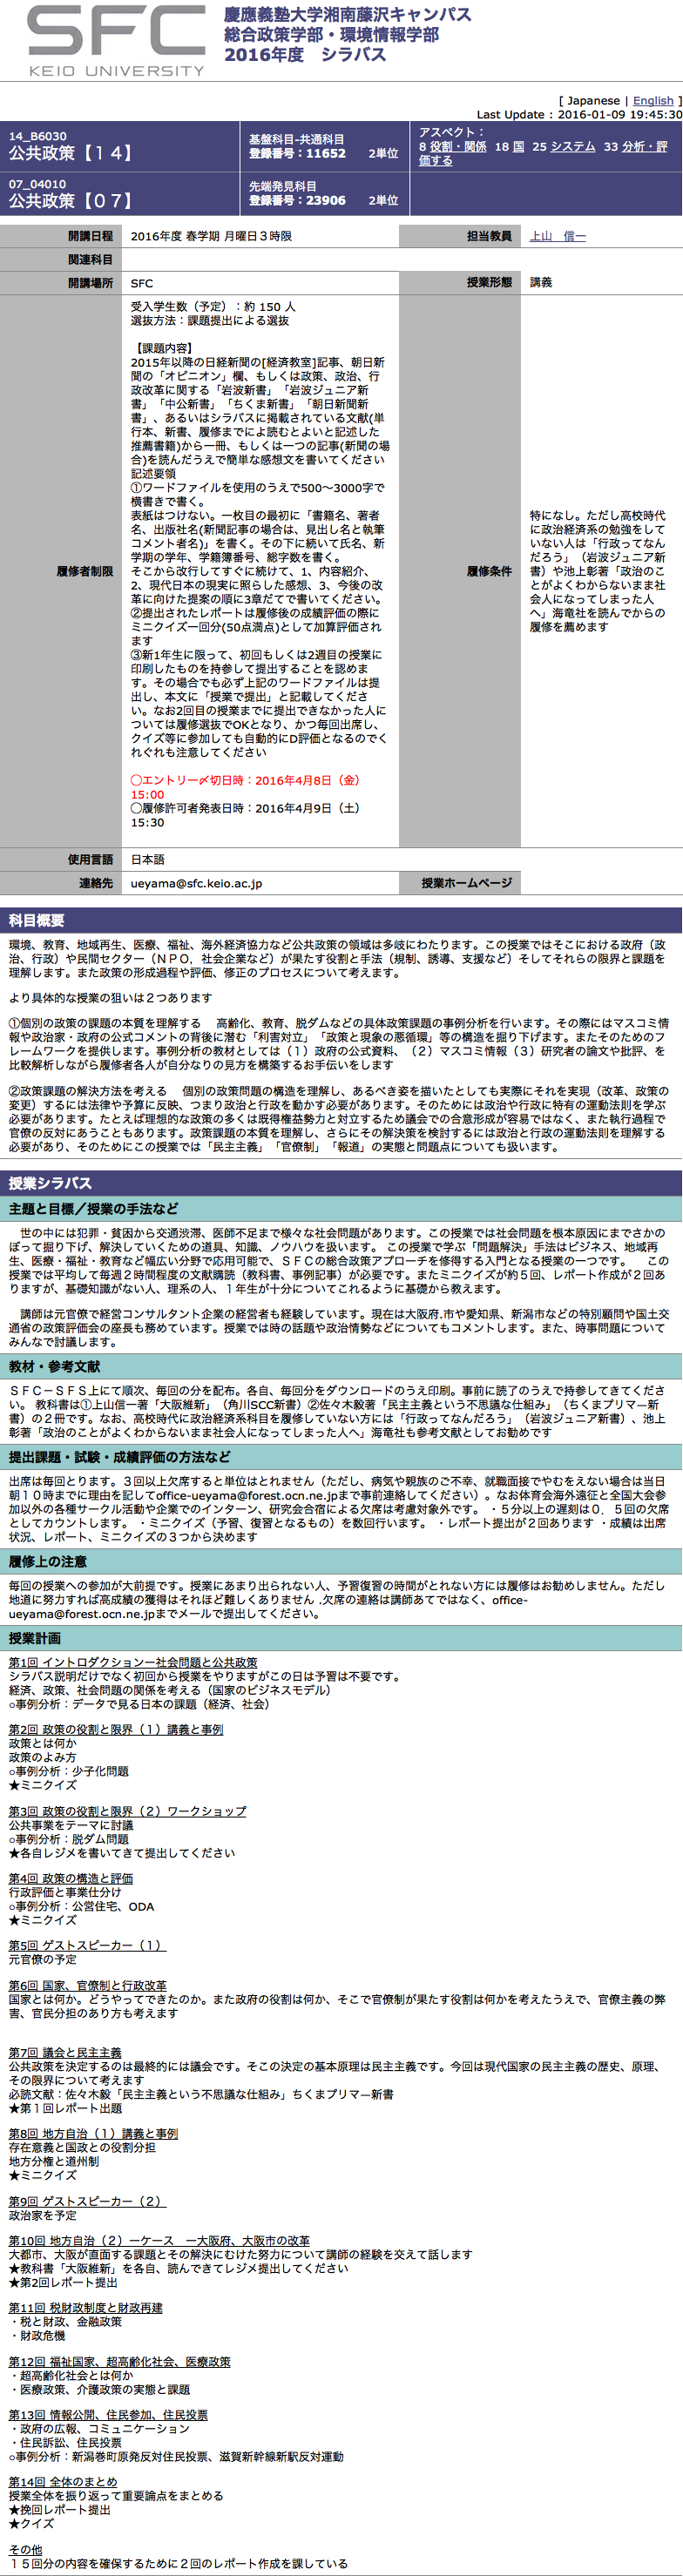 SFC
KEIO UNIVERSITY
慶應義塾大学湘南藤沢キャンパス
総合政策学部・環境情報学部
2016年度　シラバス
[ Japanese | English ]
Last Update : 2016-01-09 19:45:30
14_B6030
公共政策【１４】
基盤科目-共通科目
登録番号：11652　　2単位
アスペクト：
8 役割・関係 18 国 25 システム 33 分析・評
価する
07_04010
公共政策【０７】
先端発見科目
登録番号：23906　　2単位
開講日程
2016年度 春学期 月曜日３時限
担当教員
上山　信一
関連科目
開講場所
SFC
授業形態
講義
履修者制限
受入学生数（予定）：約 150 人
選抜方法：課題提出による選抜
【課題内容】
2015年以降の日経新聞の[経済教室]記事、朝日新
聞の「オピニオン」欄、もしくは政策、政治、行
政改革に関する「岩波新書」「岩波ジュニア新
書」「中公新書」「ちくま新書」「朝日新聞新
書」、あるいはシラバスに掲載されている文献(単
行本、新書、履修までによ読むとよいと記述した
推薦書籍)から一冊、もしくは一つの記事(新聞の場
合)を読んだうえで簡単な感想文を書いてください
記述要領
①ワードファイルを使用のうえで500〜3000字で
横書きで書く。
表紙はつけない。一枚目の最初に「書籍名、著者
名、出版社名(新聞記事の場合は、見出し名と執筆
コメント者名)」を書く。その下に続いて氏名、新
学期の学年、学籍簿番号、総字数を書く。
そこから改行してすぐに続けて、1、内容紹介、
2、現代日本の現実に照らした感想、3、今後の改
革に向けた提案の順に3章だてで書いてください。
②提出されたレポートは履修後の成績評価の際に
ミニクイズ一回分(50点満点)として加算評価されま
す
③新1年生に限って、初回もしくは2週目の授業に
印刷したものを持参して提出することを認めま
す。その場合でも必ず上記のワードファイルは提
出し、本文に「授業で提出」と記載してくださ
い。なお2回目の授業までに提出できなかった人に
ついては履修選抜でOKとなり、かつ毎回出席し、
クイズ等に参加しても自動的にD評価となるのでく
れぐれも注意してください
◯エントリー〆切日時：2016年4月8日（金）
15:00
◯履修許可者発表日時：2016年4月9日（土）
15:30
履修条件
特になし。ただし高校時代
に政治経済系の勉強をして
いない人は「行政ってなん
だろう」（岩波ジュニア新
書）や池上彰著「政治のこ
とがよくわからないまま社
会人になってしまった人
へ」海竜社を読んでからの
履修を薦めます
使用言語
日本語
連絡先
ueyama@sfc.keio.ac.jp
授業ホームページ
科目概要
環境、教育、地域再生、医療、福祉、海外経済協力など公共政策の領域は多岐にわたります。この授業ではそこにおける政府（政
治、行政）や民間セクター（ＮＰＯ，社会企業など）が果たす役割と手法（規制、誘導、支援など）そしてそれらの限界と課題を
理解します。また政策の形成過程や評価、修正のプロセスについて考えます。
より具体的な授業の狙いは２つあります
①個別の政策の課題の本質を理解する　高齢化、教育、脱ダムなどの具体政策課題の事例分析を行います。その際にはマスコミ情
報や政治家・政府の公式コメントの背後に潜む「利害対立」「政策と現象の悪循環」等の構造を掘り下げます。またそのためのフ
レームワークを提供します。事例分析の教材としては（１）政府の公式資料、（２）マスコミ情報（３）研究者の論文や批評、を
比較解析しながら履修者各人が自分なりの見方を構築するお手伝いをします
②政策課題の解決方法を考える　個別の政策問題の構造を理解し、あるべき姿を描いたとしても実際にそれを実現（改革、政策の
変更）するには法律や予算に反映、つまり政治と行政を動かす必要があります。そのためには政治や行政に特有の運動法則を学ぶ
必要があります。たとえば理想的な政策の多くは既得権益勢力と対立するため議会での合意形成が容易ではなく、また執行過程で
官僚の反対にあうこともあります。政策課題の本質を理解し、さらにその解決策を検討するには政治と行政の運動法則を理解する
必要があり、そのためにこの授業では「民主主義」「官僚制」「報道」の実態と問題点についても扱います。
授業シラバス
主題と目標／授業の手法など
　世の中には犯罪・貧困から交通渋滞、医師不足まで様々な社会問題があります。この授業では社会問題を根本原因にまでさかの
ぼって掘り下げ、解決していくための道具、知識、ノウハウを扱います。 この授業で学ぶ「問題解決」手法はビジネス、地域再
生、医療・福祉・教育など幅広い分野で応用可能で、ＳＦＣの総合政策アプローチを修得する入門となる授業の一つです。　この
授業では平均して毎週２時間程度の文献購読（教科書、事例記事）が必要です。またミニクイズが約５回、レポート作成が２回あ
りますが、基礎知識がない人、理系の人、１年生が十分についてこれるように基礎から教えます。
　講師は元官僚で経営コンサルタント企業の経営者も経験しています。現在は大阪府.市や愛知県、新潟市などの特別顧問や国土交
通省の政策評価会の座長も務めています。授業では時の話題や政治情勢などについてもコメントします。また、時事問題について
みんなで討議します。
教材・参考文献
ＳＦＣ－ＳＦＳ上にて順次、毎回の分を配布。各自、毎回分をダウンロードのうえ印刷。事前に読了のうえで持参してきてくださ
い。 教科書は①上山信一著「大阪維新」（角川SCC新書）②佐々木毅著「民主主義という不思議な仕組み」（ちくまプリマー新
書）の２冊です。なお、高校時代に政治経済系科目を履修していない方には「行政ってなんだろう」（岩波ジュニア新書）、池上
彰著「政治のことがよくわからないまま社会人になってしまった人へ」海竜社も参考文献としてお勧めです
提出課題・試験・成績評価の方法など
出席は毎回とります。３回以上欠席すると単位はとれません（ただし、病気や親族のご不幸、就職面接でやむをえない場合は当日
朝１０時までに理由を記してoffice-ueyama@forest.ocn.ne.jpまで事前連絡してください）。なお体育会海外遠征と全国大会参
加以外の各種サークル活動や企業でのインターン、研究会合宿による欠席は考慮対象外です。 ・５分以上の遅刻は０．５回の欠席
としてカウントします。 ・ミニクイズ（予習、復習となるもの）を数回行います。 ・レポート提出が２回あります ・成績は出席
状況、レポート、ミニクイズの３つから決めます
履修上の注意
毎回の授業への参加が大前提です。授業にあまり出られない人、予習復習の時間がとれない方には履修はお勧めしません。ただし
地道に努力すれば高成績の獲得はそれほど難しくありません .欠席の連絡は講師あてではなく、office-
ueyama@forest.ocn.ne.jpまでメールで提出してください。
授業計画
第1回 イントロダクションー社会問題と公共政策
シラバス説明だけでなく初回から授業をやりますがこの日は予習は不要です。
経済、政策、社会問題の関係を考える（国家のビジネスモデル）
○事例分析：データで見る日本の課題（経済、社会）
第2回 政策の役割と限界（１）講義と事例
政策とは何か
政策のよみ方
○事例分析：少子化問題
★ミニクイズ
第3回 政策の役割と限界（２）ワークショップ
公共事業をテーマに討議
○事例分析：脱ダム問題
★各自レジメを書いてきて提出してください
第4回 政策の構造と評価
行政評価と事業仕分け
○事例分析：公営住宅、ODA
★ミニクイズ
第5回 ゲストスピーカー（１）
元官僚の予定
第6回 国家、官僚制と行政改革
国家とは何か。どうやってできたのか。また政府の役割は何か、そこで官僚制が果たす役割は何かを考えたうえで、官僚主義の弊
害、官民分担のあり方も考えます
第7回 議会と民主主義
公共政策を決定するのは最終的には議会です。そこの決定の基本原理は民主主義です。今回は現代国家の民主主義の歴史、原理、
その限界について考えます
必読文献：佐々木毅「民主主義という不思議な仕組み」ちくまプリマー新書
★第１回レポート出題
第8回 地方自治（１）講義と事例
存在意義と国政との役割分担
地方分権と道州制
★ミニクイズ
第9回 ゲストスピーカー（２）
政治家を予定
第10回 地方自治（２）ーケース　ー大阪府、大阪市の改革
大都市、大阪が直面する課題とその解決にむけた努力について講師の経験を交えて話します
★教科書「大阪維新」を各自、読んできてレジメ提出してください
★第2回レポート提出
第11回 税財政制度と財政再建
・税と財政、金融政策
・財政危機
第12回 福祉国家、超高齢化社会、医療政策
・超高齢化社会とは何か
・医療政策、介護政策の実態と課題
第13回 情報公開、住民参加、住民投票
・政府の広報、コミュニケーション
・住民訴訟、住民投票
○事例分析：新潟巻町原発反対住民投票、滋賀新幹線新駅反対運動
第14回 全体のまとめ
授業全体を振り返って重要論点をまとめる
★挽回レポート提出
★クイズ
その他
１５回分の内容を確保するために２回のレポート作成を課している